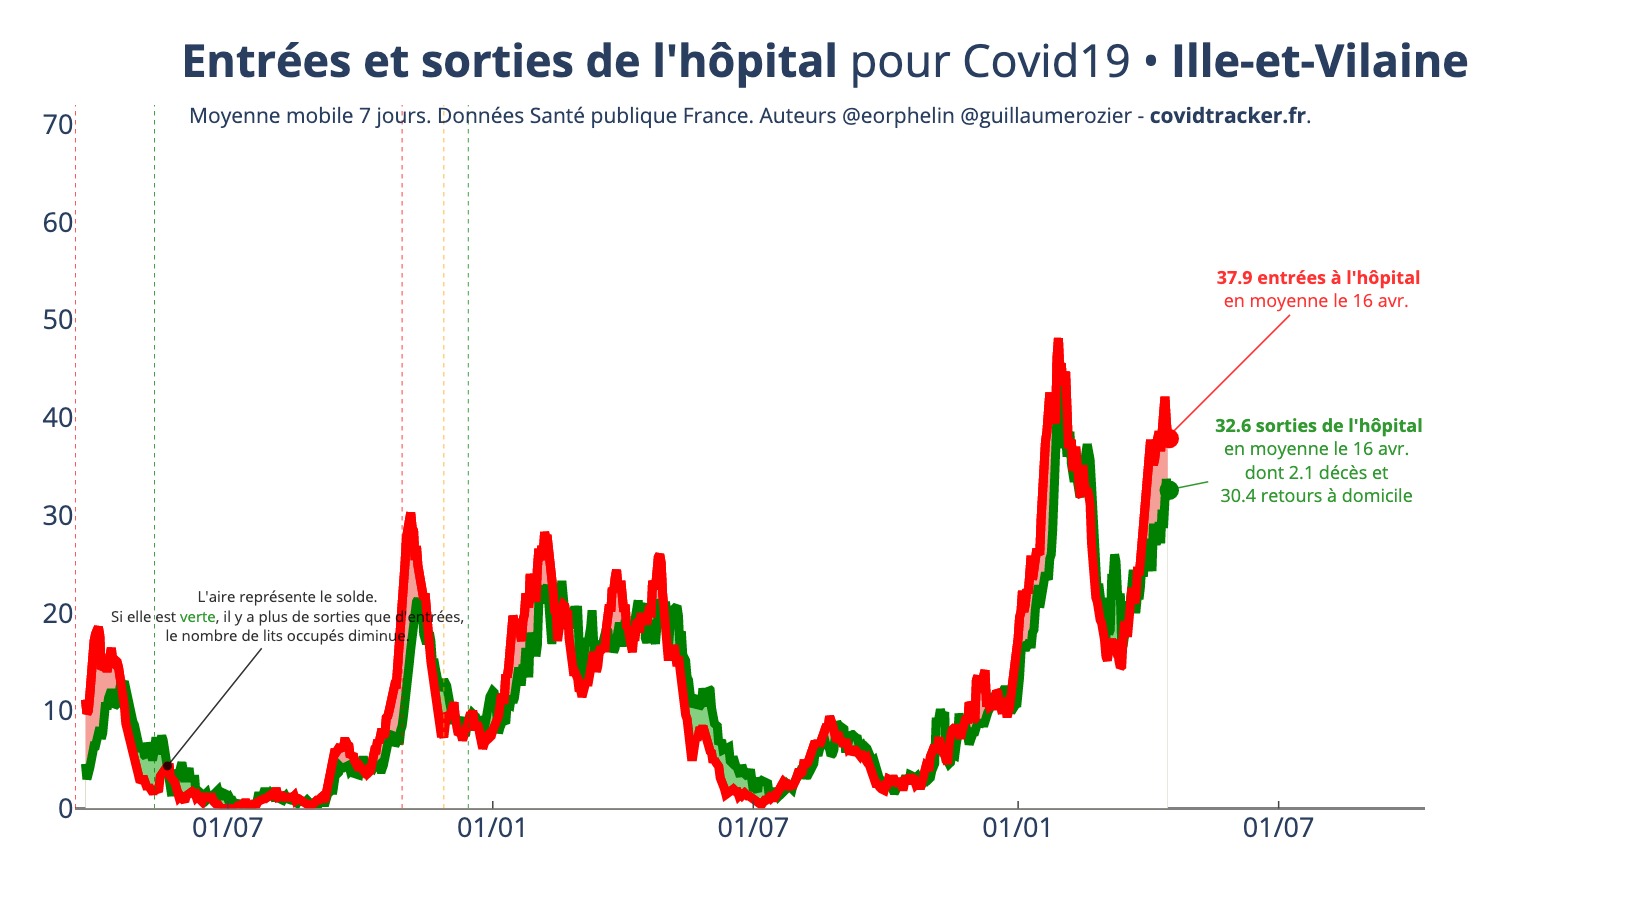 Entrées et sorties de l'hôpital pour Covid19 • Ille-et-Vilaine
Moyenne mobile 7 jours. Données Santé publique France. Auteurs @eorphelin @guillaumerozier - covidtracker.fr.
70
60
50
40
30
20
10
0
37.9 entrées à l'hôpital
en moyenne le 16 avr.
32.6 sorties de l'hôpital
en moyenne le 16 avr.
dont 2.1 décès et
30.4 retours à domicile
L'aire représente le solde.
Si elle est verte, il y a plus de sorties que d'entrées,
le nombre de lits occupés diminue.
01/07
01/01
01/07
01/01
01/07